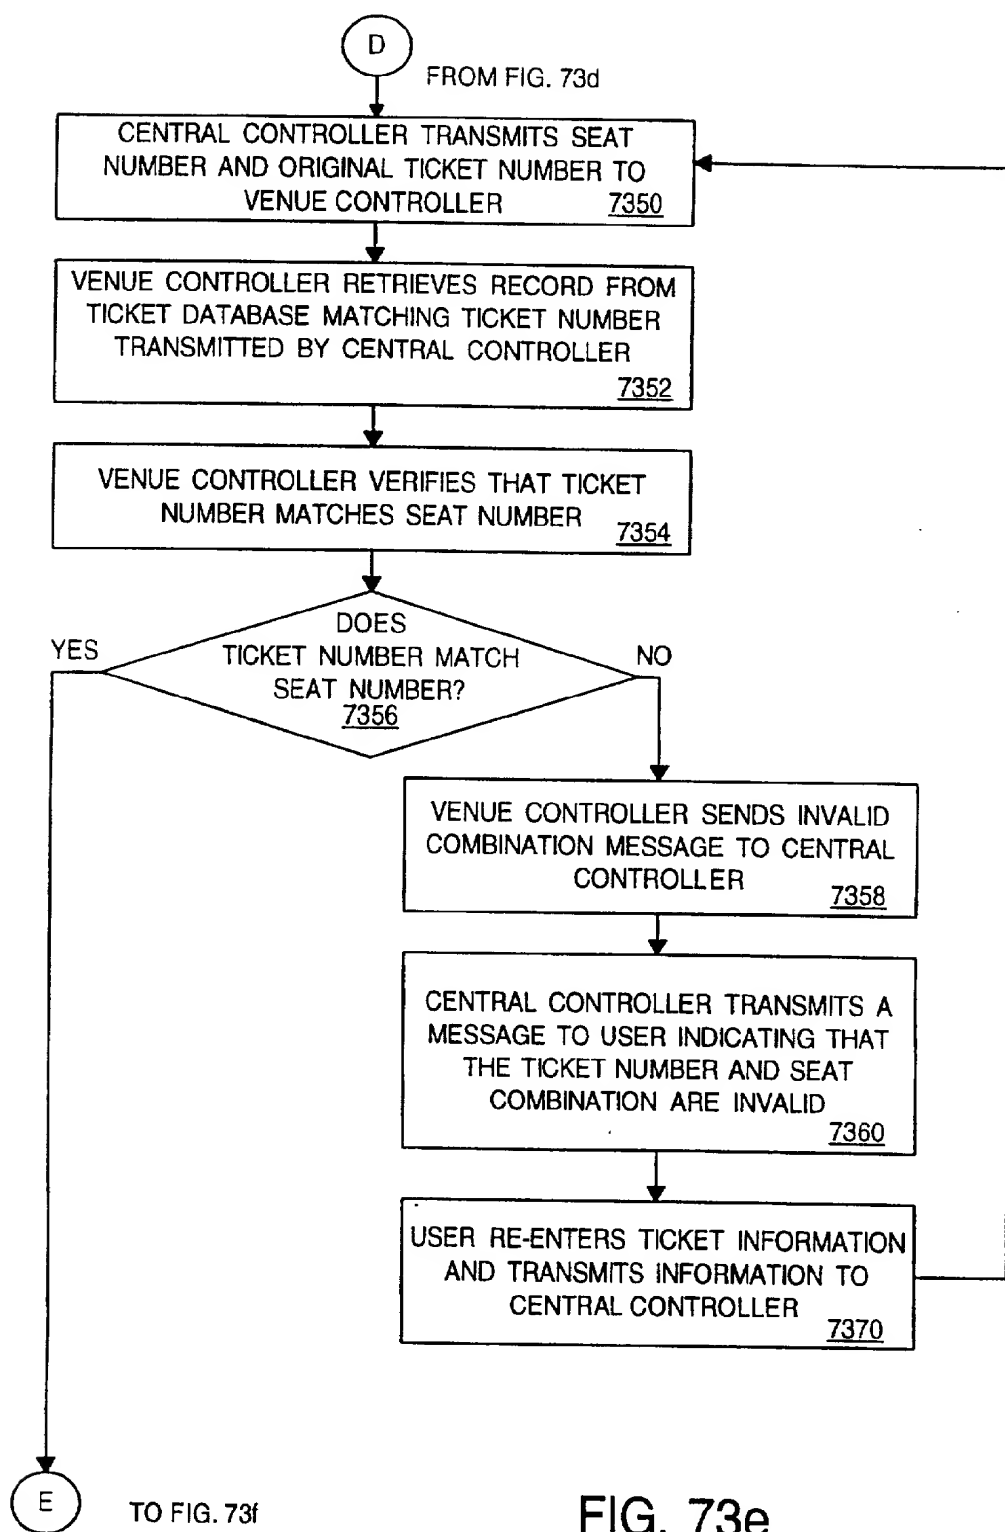 D
FROM FIG. 73d
CENTRAL CONTROLLER TRANSMITS SEAT
NUMBER AND ORIGINAL TICKET NUMBER TO
VENUE CONTROLLER 7350
VENUE CONTROLLER RETRIEVES RECORD FROM
TICKET DATABASE MATCHING TICKET NUMBER
TRANSMITTED BY CENTRAL CONTROLLER
7352
VENUE CONTROLLER VERIFIES THAT TICKET
NUMBER MATCHES SEAT NUMBER
7354
DOES
TICKET NUMBER MATCH
SEAT NUMBER?
7356
YES
NO
VENUE CONTROLLER SENDS INVALID
COMBINATION MESSAGE TO CENTRAL
CONTROLLER 7358
CENTRAL CONTROLLER TRANSMITS A
MESSAGE TO USER INDICATING THAT
THE TICKET NUMBER AND SEAT
COMBINATION ARE INVALID
7360
USER RE-ENTERS TICKET INFORMATION
AND TRANSMITS INFORMATION TO
CENTRAL CONTROLLER
7370
E
TO FIG. 73f
FIG. 73e